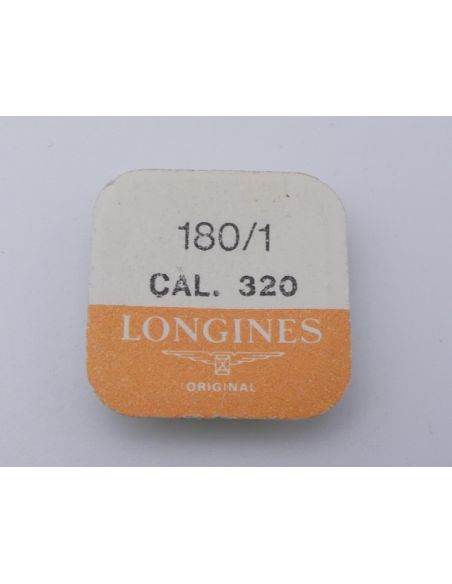 180/1
CAL. 320
LONGINES
ORIGINAL